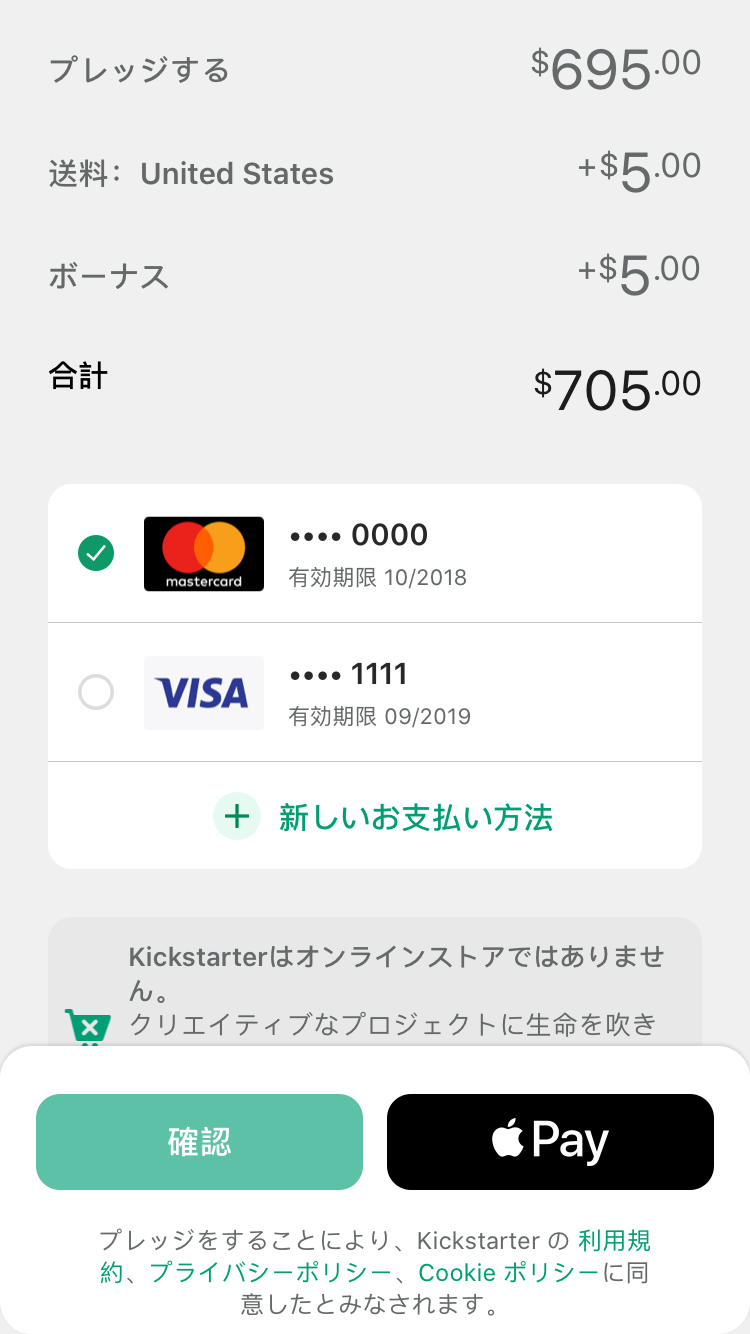 プレッジする $695.00
送料： United States +$5.00
ボーナス +$5.00
合計 $705.00
mastercard
•••• 0000
有効期限 10/2018
VISA
•••• 1111
有効期限 09/2019
+ 新しいお支払い方法
Kickstarterはオンラインストアではありませ
ん。
クリエイティブなプロジェクトに生命を吹き
確認 Pay
プレッジをすることにより、Kickstarter の 利用規
約、プライバシーポリシー、Cookie ポリシーに同
意したとみなされます。